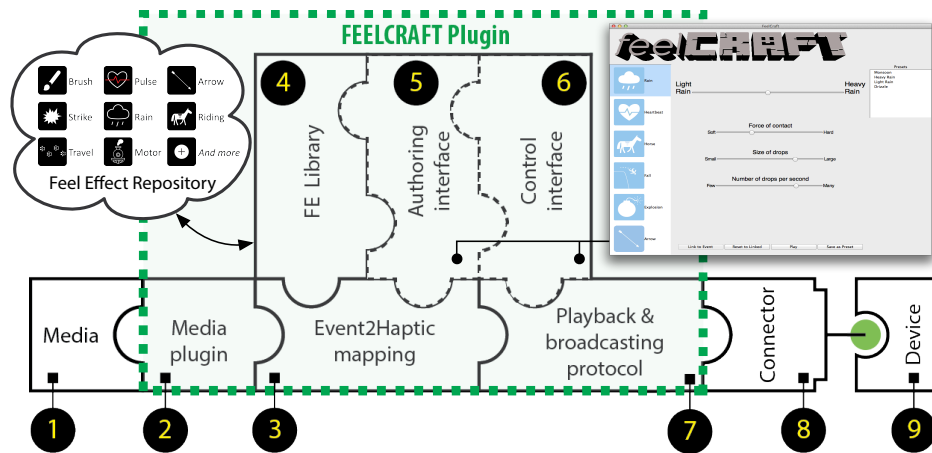 FEELCRAFT Plugin
Brush
Pulse
Arrow
Strike
Rain
Riding
Travel
Motor
And more
Feel Effect Repository
4
5
6
FE Library
Authoring
interface
Control
interface
FeelCraft
feelCRAFT
Rain
Heartbeat
Horse
Fall
Explosion
Arrow
Light
Rain
Heavy
Rain
Presets
Monsoon
Heavy Rain
Light Rain
Drizzle
Force of contact
Soft
Hard
Size of drops
Small
Large
Number of drops per second
Few
Many
Link to Event
Reset to Linked
Play
Save as Preset
Media
Media
plugin
Event2Haptic
mapping
Playback &
broadcasting
protocol
Connector
Device
1
2
3
7
8
9